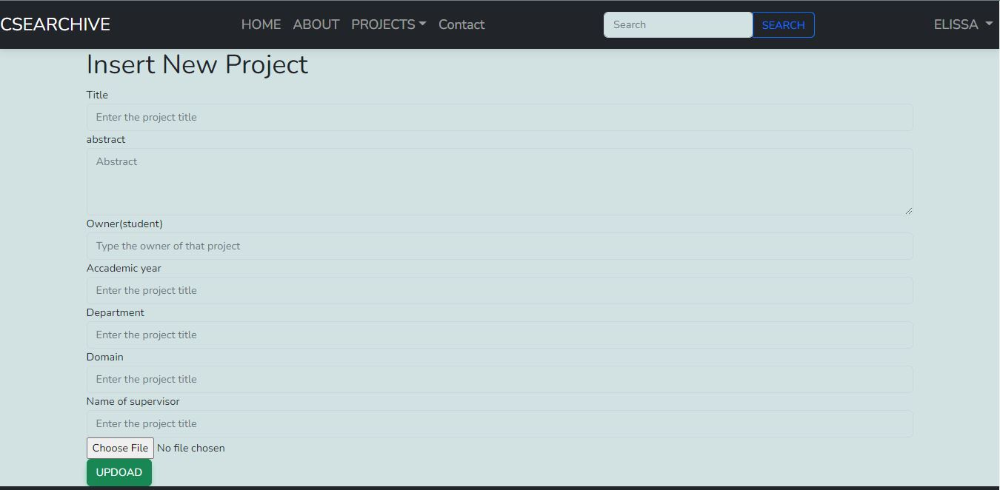 CSEARCHIVE HOME ABOUT PROJECTS Contact Search SEARCH ELISSA
Insert New Project
Title
Enter the project title
abstract
Abstract
Owner(student)
Type the owner of that project
Accademic year
Enter the project title
Department
Enter the project title
Domain
Enter the project title
Name of supervisor
Enter the project title
Choose File No file chosen
UPDOAD